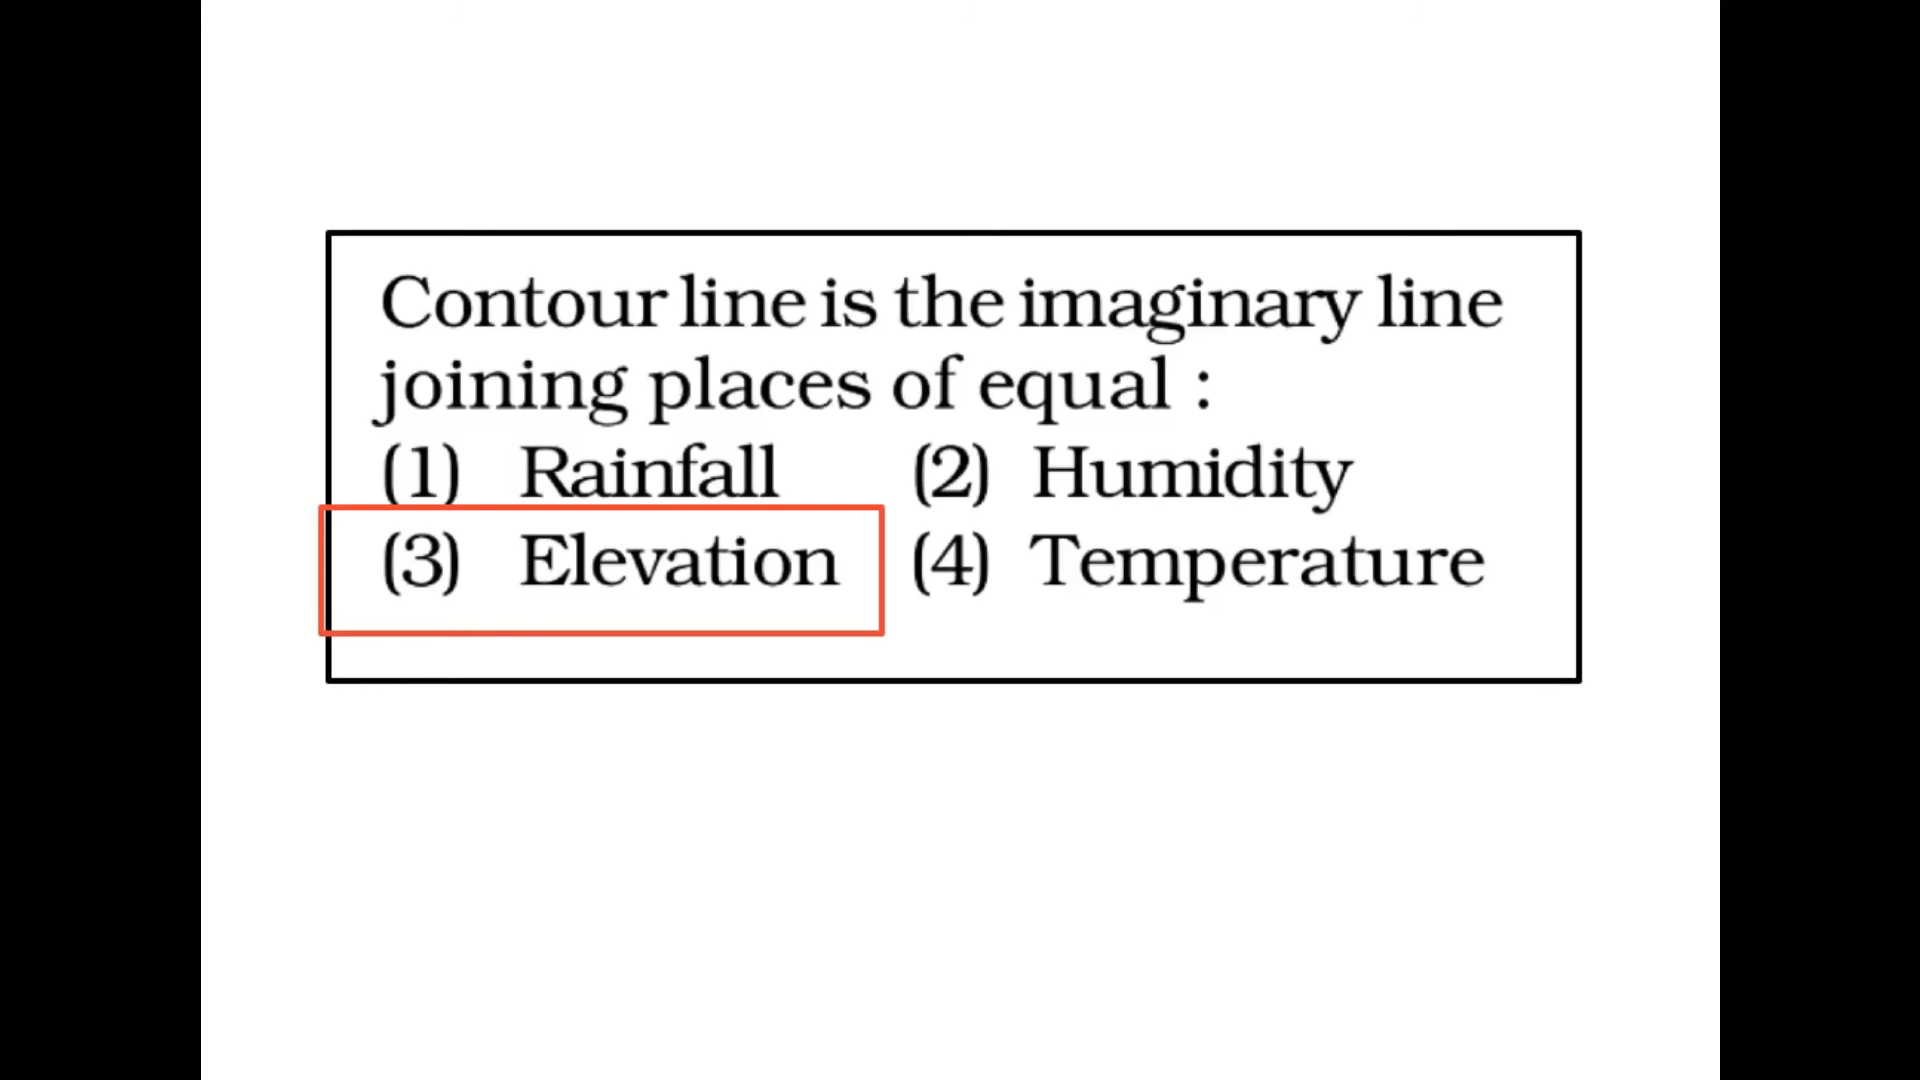 Contour line is the imaginary line
joining places of equal :
(1) Rainfall (2) Humidity
(3) Elevation (4) Temperature